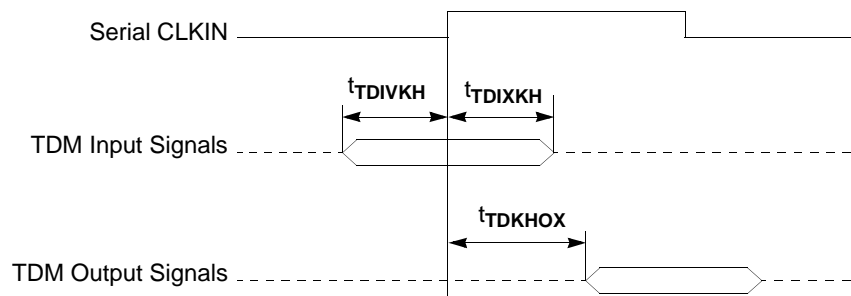 Serial CLKIN
tTDIVKH
tTDIXKH
TDM Input Signals
tTDKHOX
TDM Output Signals